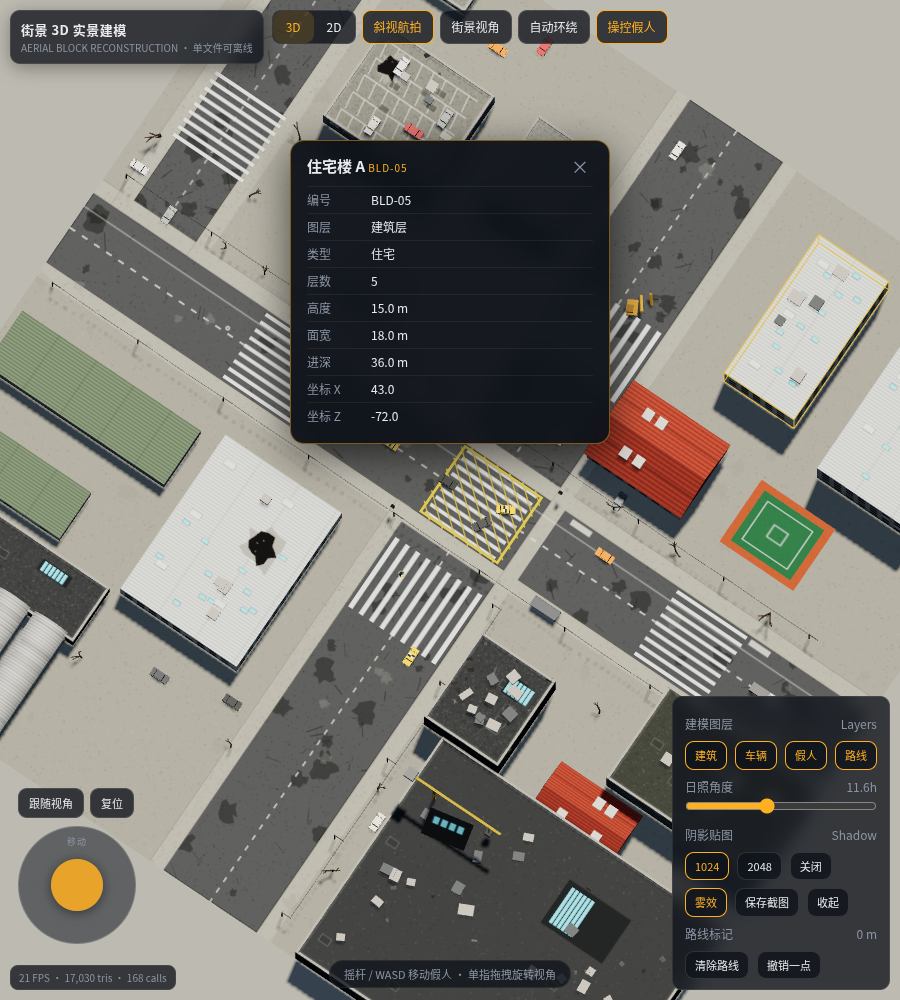 街景 3D 实景建模
AERIAL BLOCK RECONSTRUCTION • 单文件可离线
3D 2D 斜视航拍 街景视角 自动环绕 操控假人
住宅楼 A BLD-05
编号 BLD-05
图层 建筑层
类型 住宅
层数 5
高度 15.0 m
面宽 18.0 m
进深 36.0 m
坐标 X 43.0
坐标 Z -72.0
建模图层 Layers
建筑 车辆 假人 路线
日照角度 11.6h
阴影贴图 Shadow
1024 2048 关闭
雾效 保存截图 收起
路线标记 0 m
清除路线 撤销一点
跟随视角 复位
移动
21 FPS • 17,030 tris • 168 calls
摇杆 / WASD 移动假人 • 单指拖拽旋转视角